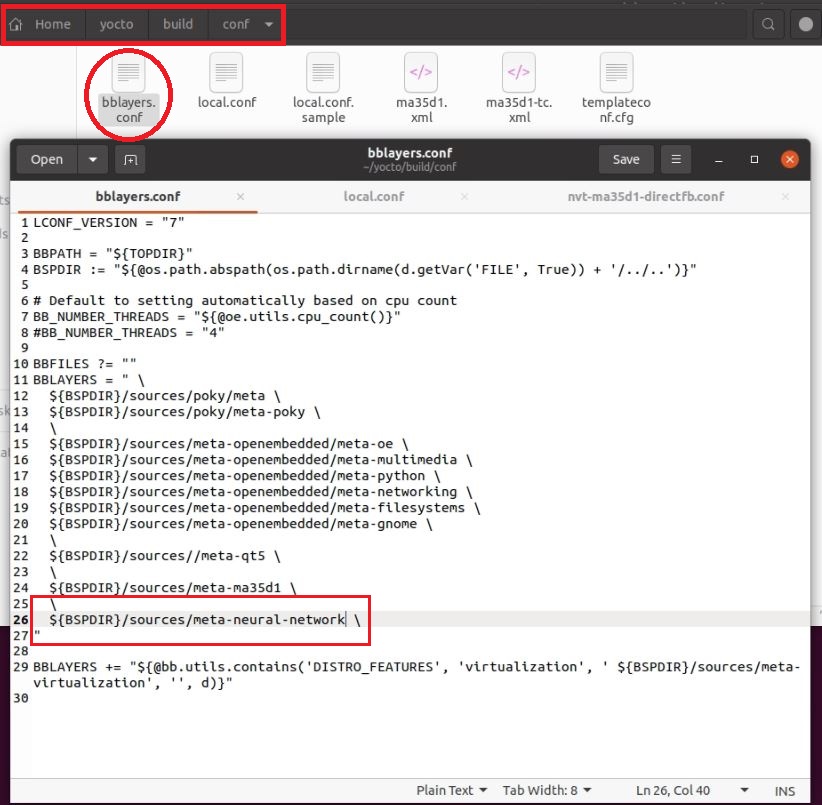 Home yocto build conf
bblayers.
conf
local.conf
local.conf.
sample
ma35d1.
xml
ma35d1-tc.
xml
templateco
nf.cfg
Open
bblayers.conf
~/yocto/build/conf
Save
bblayers.conf × local.conf × nvt-ma35d1-directfb.conf ×
1 LCONF_VERSION = "7"
2
3 BBPATH = "${TOPDIR}"
4 BSPDIR := "${@os.path.abspath(os.path.dirname(d.getVar('FILE', True)) + '/../..')}"
5
6 # Default to setting automatically based on cpu count
7 BB_NUMBER_THREADS = "${@oe.utils.cpu_count()}"
8 #BB_NUMBER_THREADS = "4"
9
10 BBFILES ?= ""
11 BBLAYERS = " \
12   ${BSPDIR}/sources/poky/meta \
13   ${BSPDIR}/sources/poky/meta-poky \
14   \
15   ${BSPDIR}/sources/meta-openembedded/meta-oe \
16   ${BSPDIR}/sources/meta-openembedded/meta-multimedia \
17   ${BSPDIR}/sources/meta-openembedded/meta-python \
18   ${BSPDIR}/sources/meta-openembedded/meta-networking \
19   ${BSPDIR}/sources/meta-openembedded/meta-filesystems \
20   ${BSPDIR}/sources/meta-openembedded/meta-gnome \
21   \
22   ${BSPDIR}/sources//meta-qt5 \
23   \
24   ${BSPDIR}/sources/meta-ma35d1 \
25   \
26   ${BSPDIR}/sources/meta-neural-network \
27 "
28
29 BBLAYERS += "${@bb.utils.contains('DISTRO_FEATURES', 'virtualization', ' ${BSPDIR}/sources/meta-
virtualization', '', d)}"
30
Plain Text Tab Width: 8 Ln 26, Col 40 INS